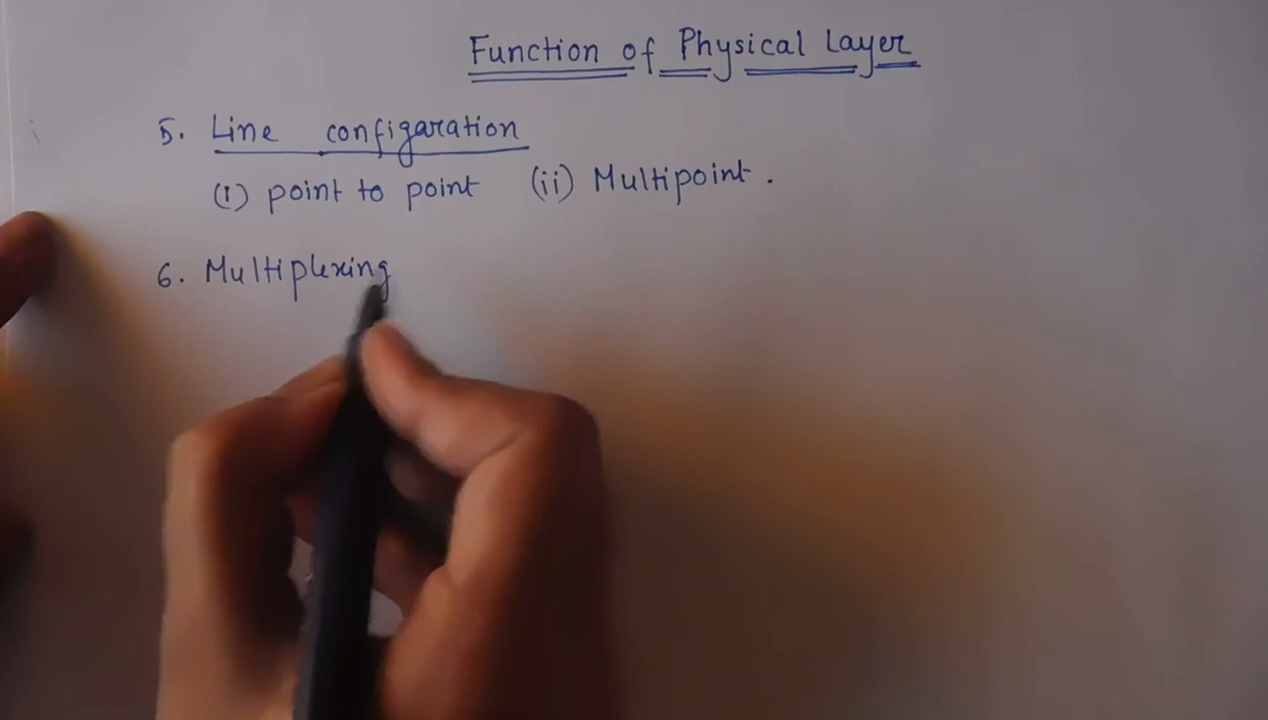 Function of Physical Layer
5. Line configaration
(i) point to point (ii) Multipoint.
6. Multiplexing